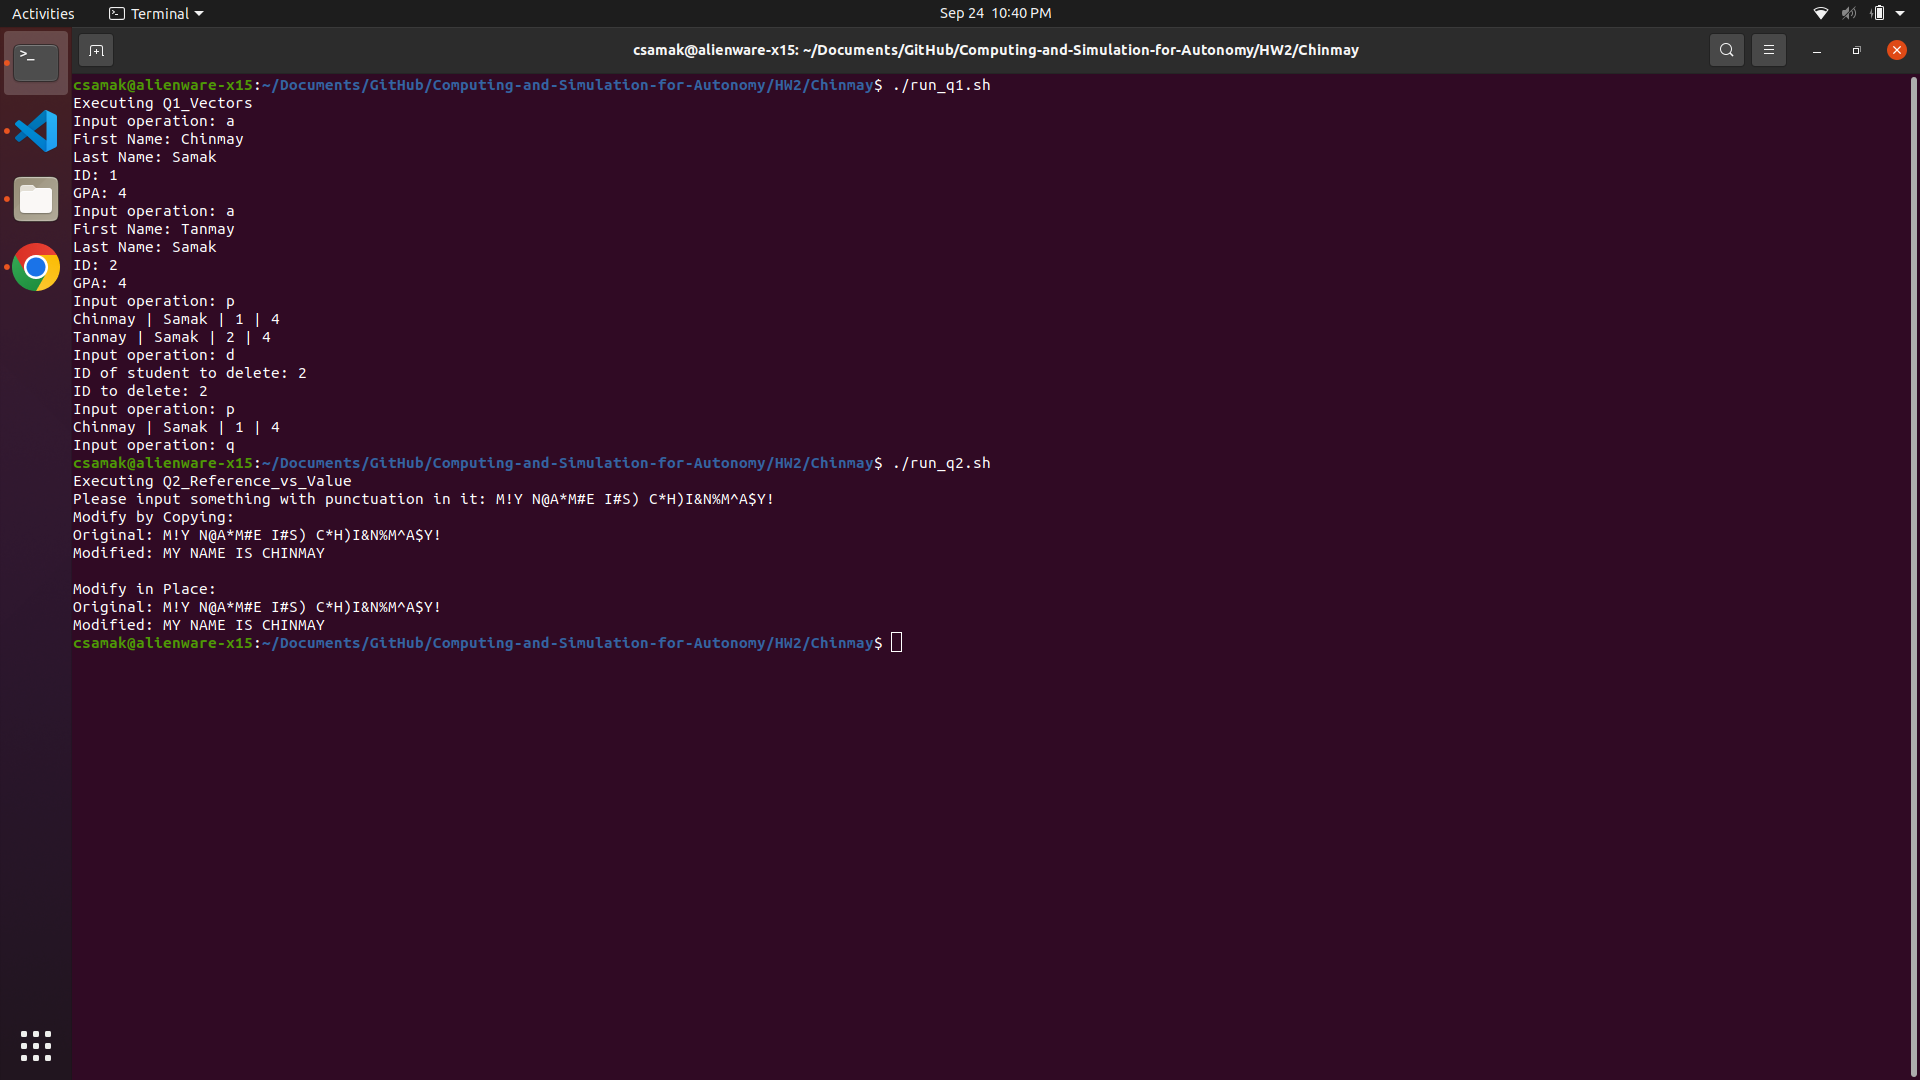 Activities
Terminal
Sep 24 10:40 PM
csamak@alienware-x15: ~/Documents/GitHub/Computing-and-Simulation-for-Autonomy/HW2/Chinmay
csamak@alienware-x15:~/Documents/GitHub/Computing-and-Simulation-for-Autonomy/HW2/Chinmay$ ./run_q1.sh
Executing Q1_Vectors
Input operation: a
First Name: Chinmay
Last Name: Samak
ID: 1
GPA: 4
Input operation: a
First Name: Tanmay
Last Name: Samak
ID: 2
GPA: 4
Input operation: p
Chinmay | Samak | 1 | 4
Tanmay | Samak | 2 | 4
Input operation: d
ID of student to delete: 2
ID to delete: 2
Input operation: p
Chinmay | Samak | 1 | 4
Input operation: q
csamak@alienware-x15:~/Documents/GitHub/Computing-and-Simulation-for-Autonomy/HW2/Chinmay$ ./run_q2.sh
Executing Q2_Reference_vs_Value
Please input something with punctuation in it: M!Y N@A*M#E I#S) C*H)I&N%M^A$Y!
Modify by Copying:
Original: M!Y N@A*M#E I#S) C*H)I&N%M^A$Y!
Modified: MY NAME IS CHINMAY
Modify in Place:
Original: M!Y N@A*M#E I#S) C*H)I&N%M^A$Y!
Modified: MY NAME IS CHINMAY
csamak@alienware-x15:~/Documents/GitHub/Computing-and-Simulation-for-Autonomy/HW2/Chinmay$